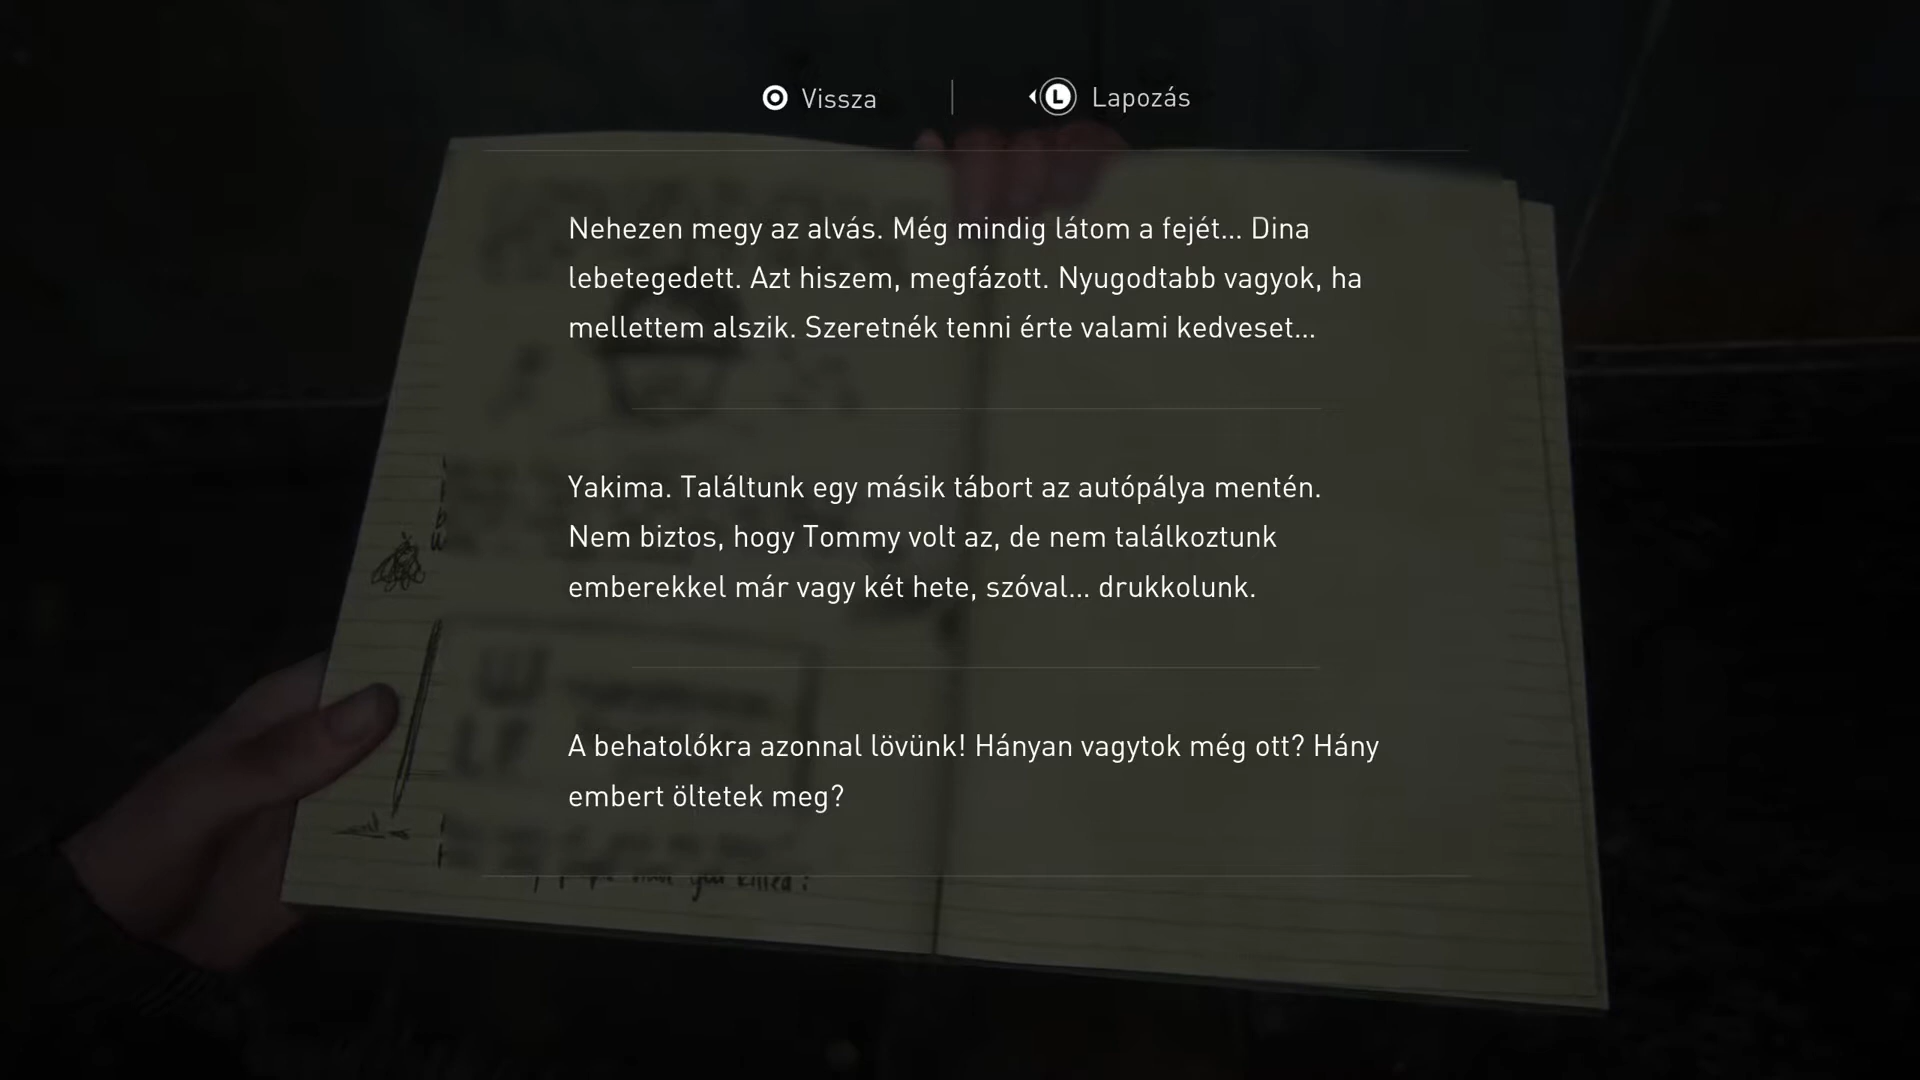 Vissza
L Lapozás
Nehezen megy az alvás. Még mindig látom a fejét... Dina
lebetegedett. Azt hiszem, megfázott. Nyugodtabb vagyok, ha
mellettem alszik. Szeretnék tenni érte valami kedveset...
Yakima. Találtunk egy másik tábort az autópálya mentén.
Nem biztos, hogy Tommy volt az, de nem találkoztunk
emberekkel már vagy két hete, szóval... drukkolunk.
A behatolókra azonnal lövünk! Hányan vagytok még ott? Hány
embert öltetek meg?
you killed?